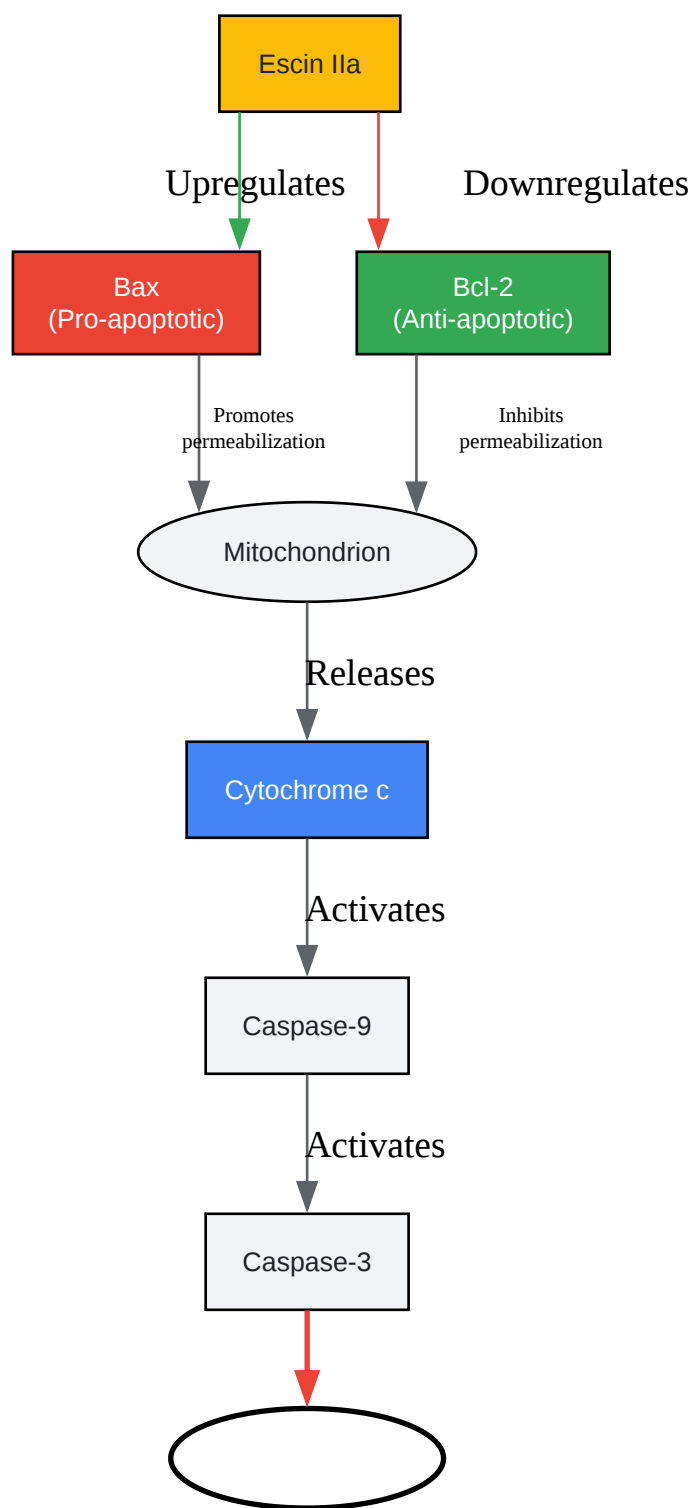 Escin IIa
Upregulates
Downregulates
Bax
(Pro-apoptotic)
Bcl-2
(Anti-apoptotic)
Promotes
permeabilization
Inhibits
permeabilization
Mitochondrion
Releases
Cytochrome c
Activates
Caspase-9
Activates
Caspase-3